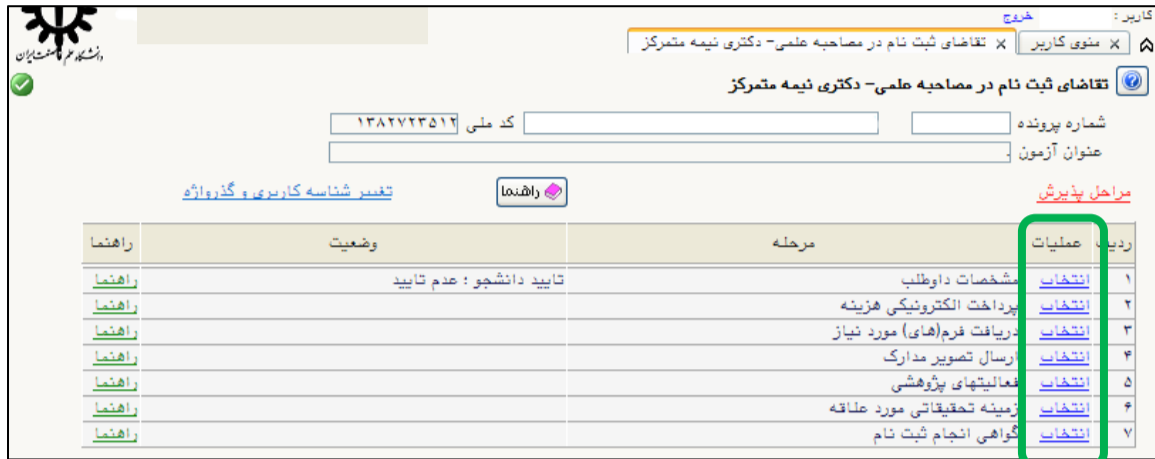 کاربر : خروج
منوی کاربر × تقاضای ثبت نام در مصاحبه علمی- دکتری نیمه متمرکز ×
دانشگاه علم و صنعت ایران
تقاضای ثبت نام در مصاحبه علمی- دکتری نیمه متمرکز
شماره پرونده کد ملی ۱۳۸۲۷۲۳۵۱۲
عنوان آزمون .
مراحل پذیرش راهنما تغییر شناسه کاربری و گذرواژه
ردیف عملیات مرحله وضعیت راهنما
۱ انتخاب مشخصات داوطلب تایید دانشجو : عدم تایید راهنما
۲ انتخاب پرداخت الکترونیکی هزینه راهنما
۳ انتخاب دریافت فرم(های) مورد نیاز راهنما
۴ انتخاب ارسال تصویر مدارک راهنما
۵ انتخاب فعالیتهای پژوهشی راهنما
۶ انتخاب زمینه تحقیقاتی مورد علاقه راهنما
۷ انتخاب گواهی انجام ثبت نام راهنما